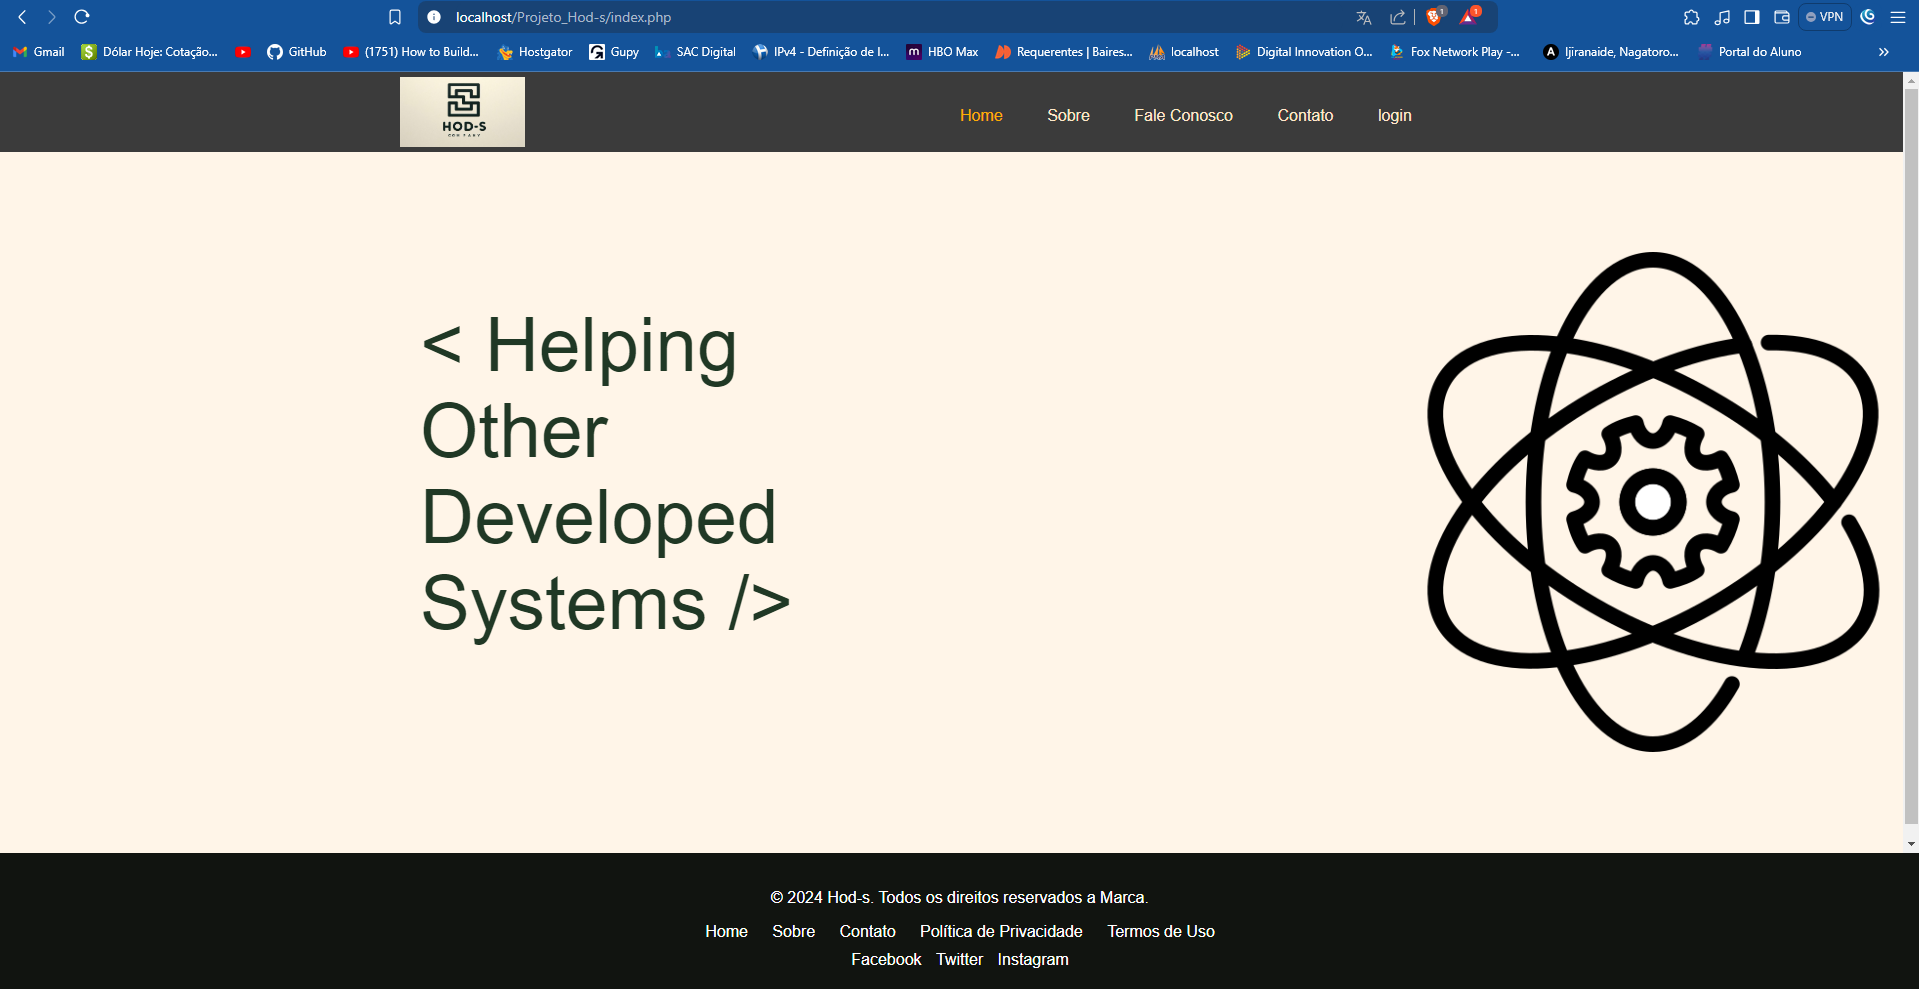 localhost/Projeto_Hod-s/index.php
1
1
VPN
Gmail
Dólar Hoje: Cotação...
GitHub
(1751) How to Build...
Hostgator
Gupy
SAC Digital
IPv4 - Definição de I...
HBO Max
Requerentes | Baires...
localhost
Digital Innovation O...
Fox Network Play -...
Ijiranaide, Nagatoro...
Portal do Aluno
HOD-S
COMPANY
Home
Sobre
Fale Conosco
Contato
login
< Helping
Other
Developed
Systems />
© 2024 Hod-s. Todos os direitos reservados a Marca.
Home Sobre Contato Política de Privacidade Termos de Uso
Facebook Twitter Instagram